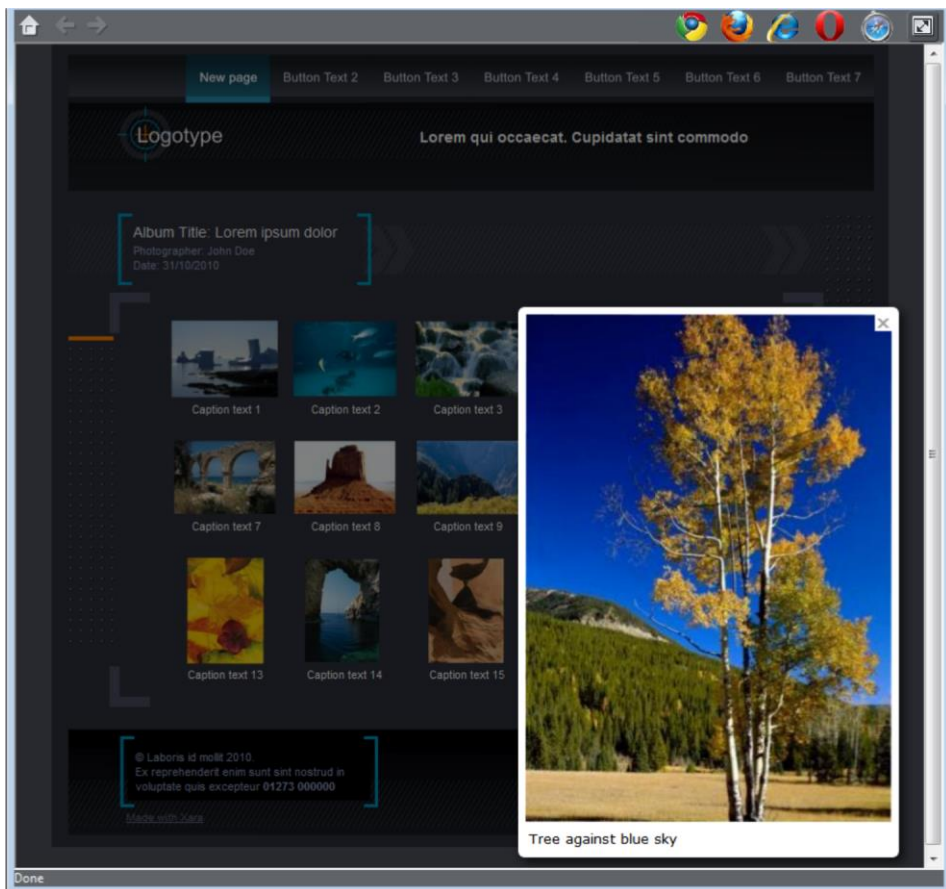 New page Button Text 2 Button Text 3 Button Text 4 Button Text 5 Button Text 6 Button Text 7
Logotype
Lorem qui occaecat. Cupidatat sint commodo
Album Title: Lorem ipsum dolor
Photographer: John Doe
Date: 31/10/2010
Caption text 1 Caption text 2 Caption text 3
Caption text 7 Caption text 8 Caption text 9
Caption text 13 Caption text 14 Caption text 15
© Laboris id mollit 2010.
Ex reprehenderit enim sunt sint nostrud in
voluptate quis excepteur 01273 000000
Made with Xara
Tree against blue sky
Done